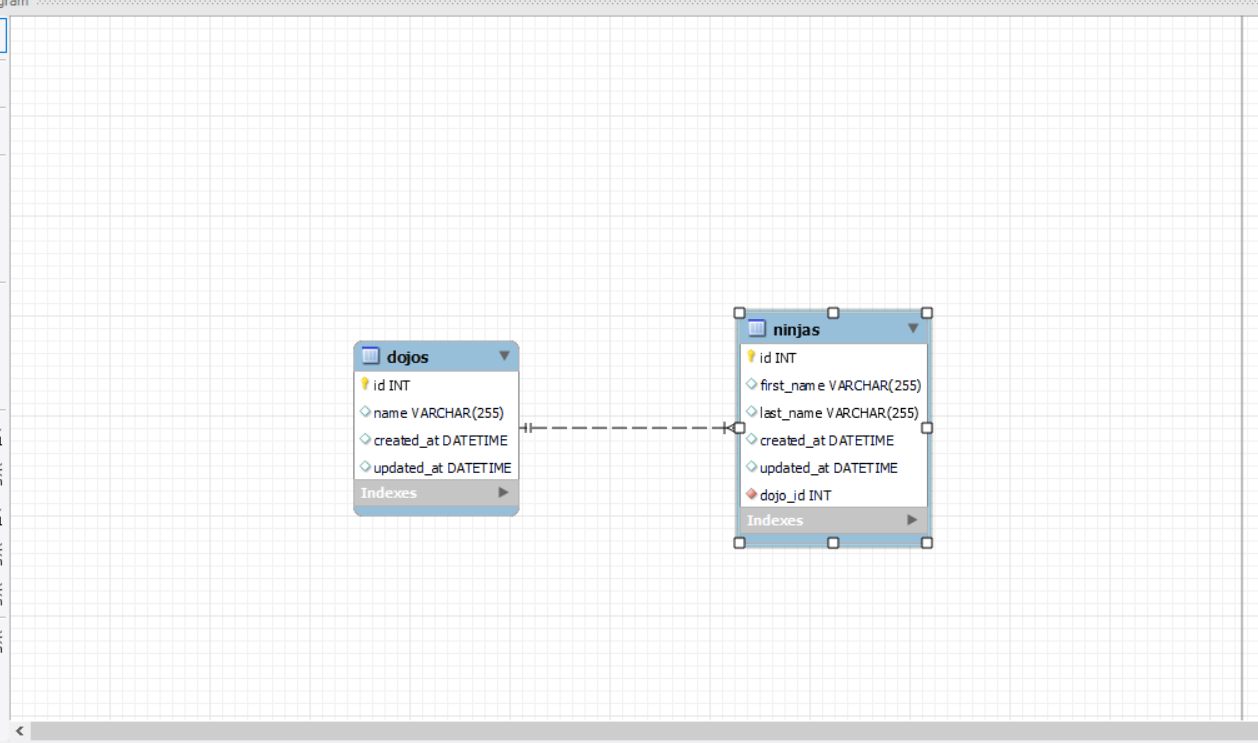 dojos
id INT
name VARCHAR(255)
created_at DATETIME
updated_at DATETIME
Indexes
ninjas
id INT
first_name VARCHAR(255)
last_name VARCHAR(255)
created_at DATETIME
updated_at DATETIME
dojo_id INT
Indexes